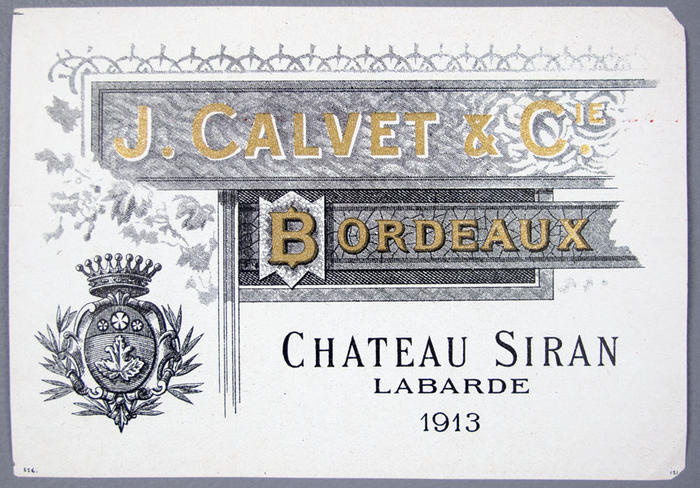 J. CALVET & CIE.
BORDEAUX
CHATEAU SIRAN
LABARDE
1913